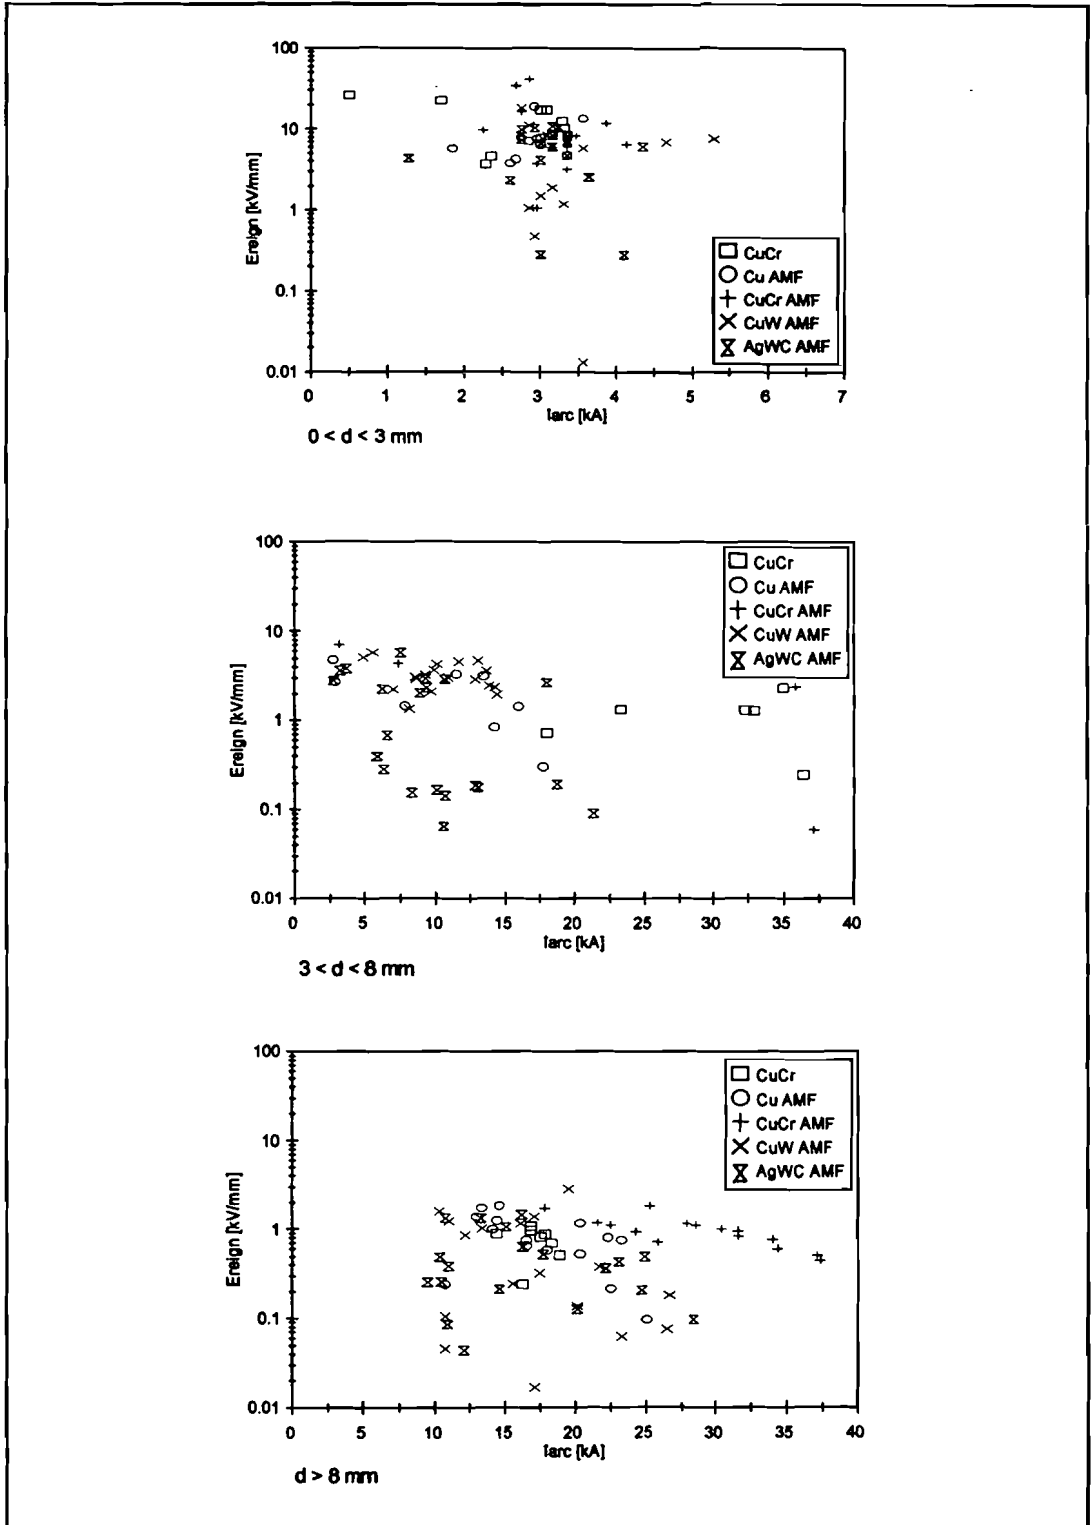 100
10
1
0.1
0.01
Ereign [kV/mm]
CuCr
Cu AMF
CuCr AMF
CuW AMF
AgWC AMF
0 1 2 3 4 5 6 7
Iarc [kA]
0 < d < 3 mm
100
10
1
0.1
0.01
Ereign [kV/mm]
CuCr
Cu AMF
CuCr AMF
CuW AMF
AgWC AMF
0 5 10 15 20 25 30 35 40
Iarc [kA]
3 < d < 8 mm
100
10
1
0.1
0.01
Ereign [kV/mm]
CuCr
Cu AMF
CuCr AMF
CuW AMF
AgWC AMF
0 5 10 15 20 25 30 35 40
Iarc [kA]
d > 8 mm